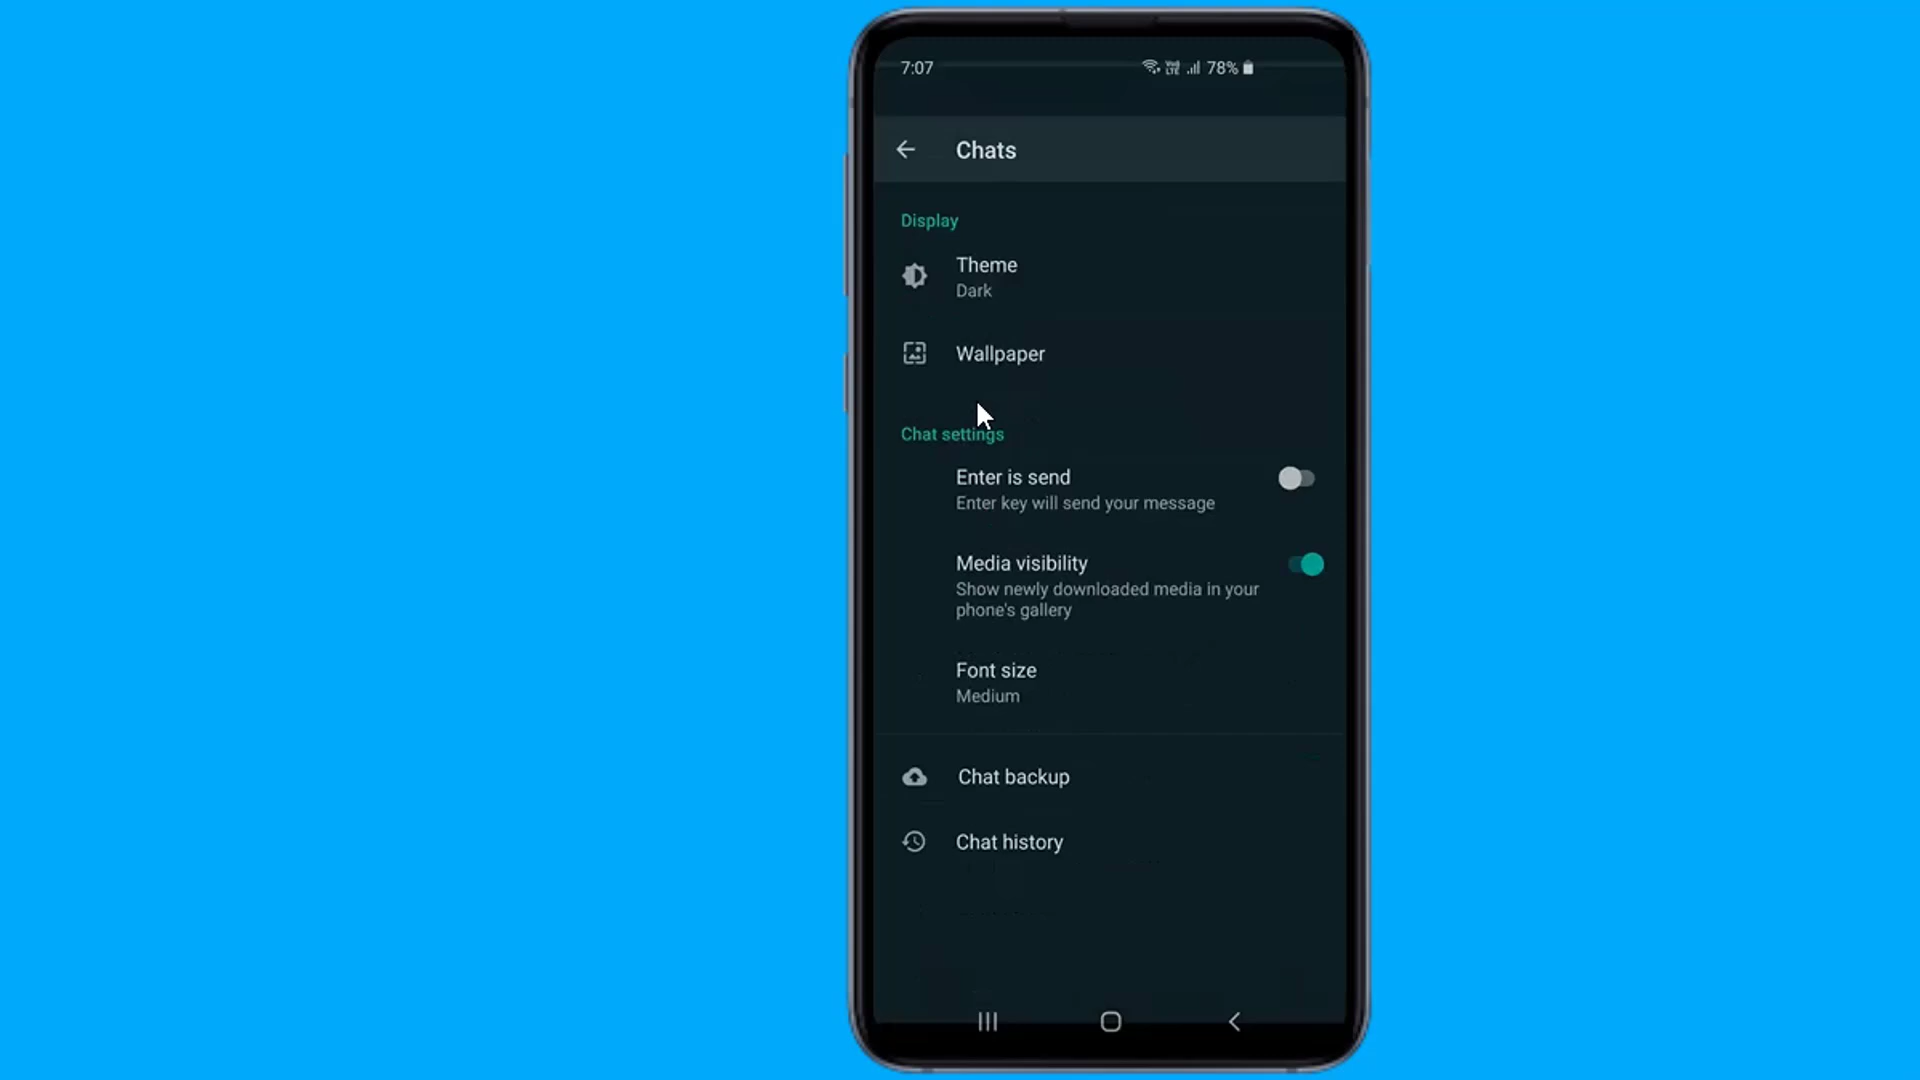 7:07 78%
Chats
Display
Theme
Dark
Wallpaper
Chat settings
Enter is send
Enter key will send your message
Media visibility
Show newly downloaded media in your
phone's gallery
Font size
Medium
Chat backup
Chat history